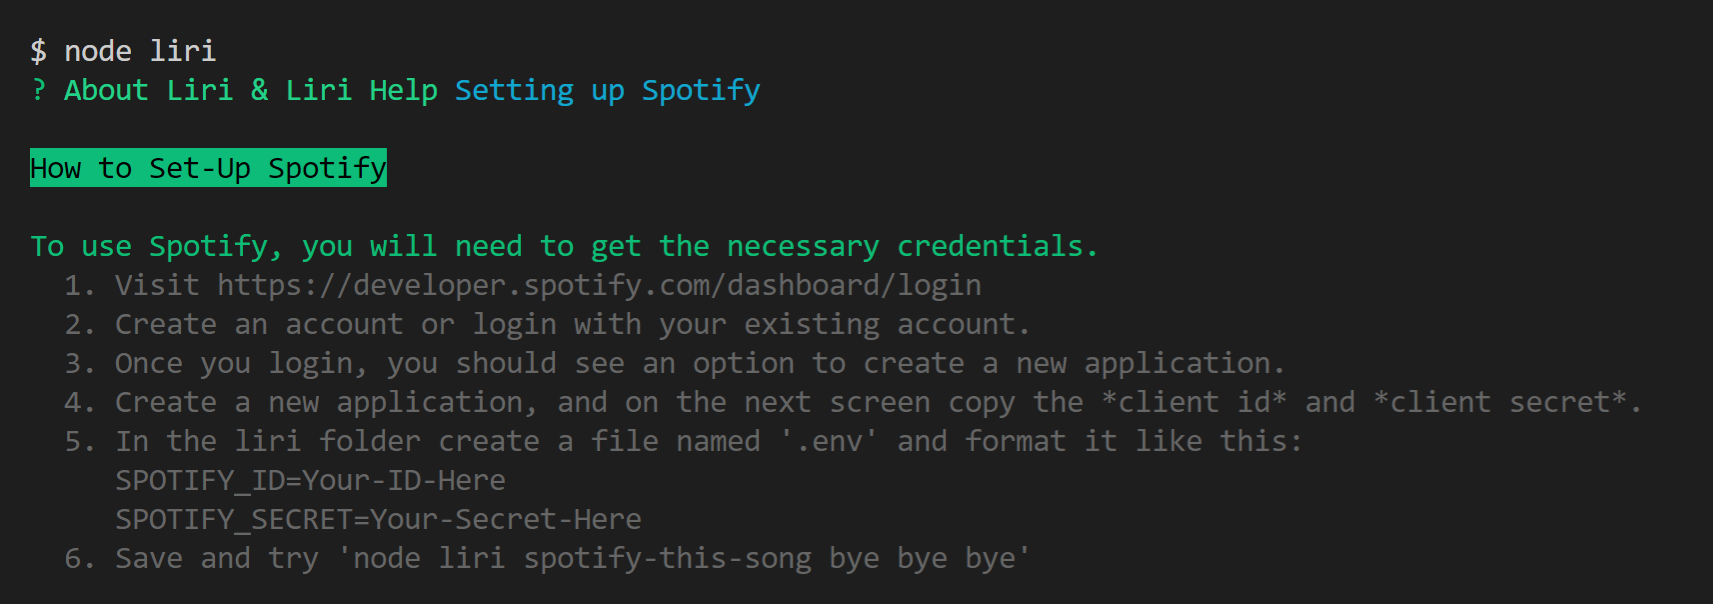 $ node liri
? About Liri & Liri Help Setting up Spotify
How to Set-Up Spotify
To use Spotify, you will need to get the necessary credentials.
1. Visit https://developer.spotify.com/dashboard/login
2. Create an account or login with your existing account.
3. Once you login, you should see an option to create a new application.
4. Create a new application, and on the next screen copy the *client id* and *client secret*.
5. In the liri folder create a file named '.env' and format it like this:
SPOTIFY_ID=Your-ID-Here
SPOTIFY_SECRET=Your-Secret-Here
6. Save and try 'node liri spotify-this-song bye bye bye'